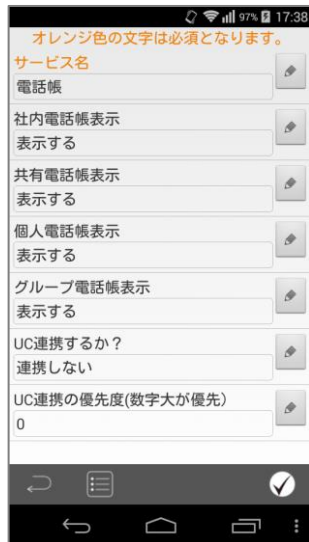 97% 17:38
オレンジ色の文字は必須となります。
サービス名
電話帳
社内電話帳表示
表示する
共有電話帳表示
表示する
個人電話帳表示
表示する
グループ電話帳表示
表示する
UC連携するか？
連携しない
UC連携の優先度(数字大が優先）
0